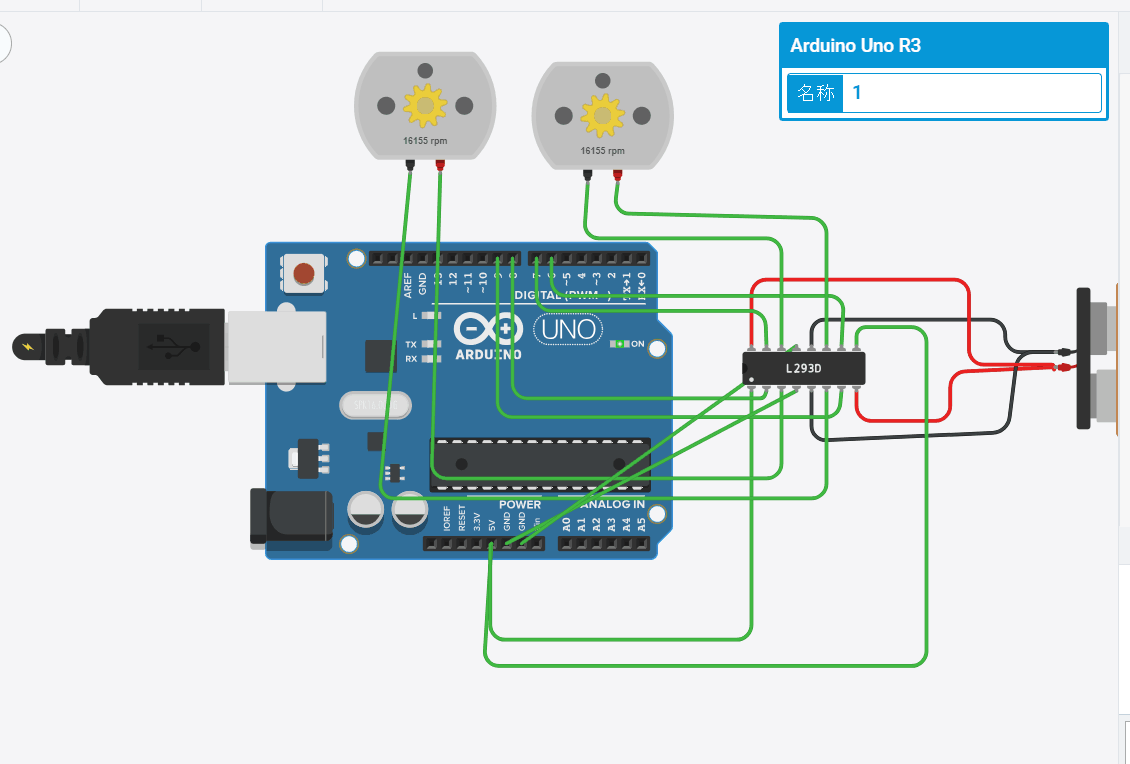 Arduino Uno R3
名称 1
16155 rpm
16155 rpm
AREF
GND
13
12
~11
~10
9
8
7
6
~5
4
~3
2
TX→1
RX←0
DIGITAL (PWM~)
L
TX
RX
ARDUINO
UNO
ON
L293D
POWER
ANALOG IN
IOREF
RESET
3.3V
5V
GND
GND
Vin
A0
A1
A2
A3
A4
A5